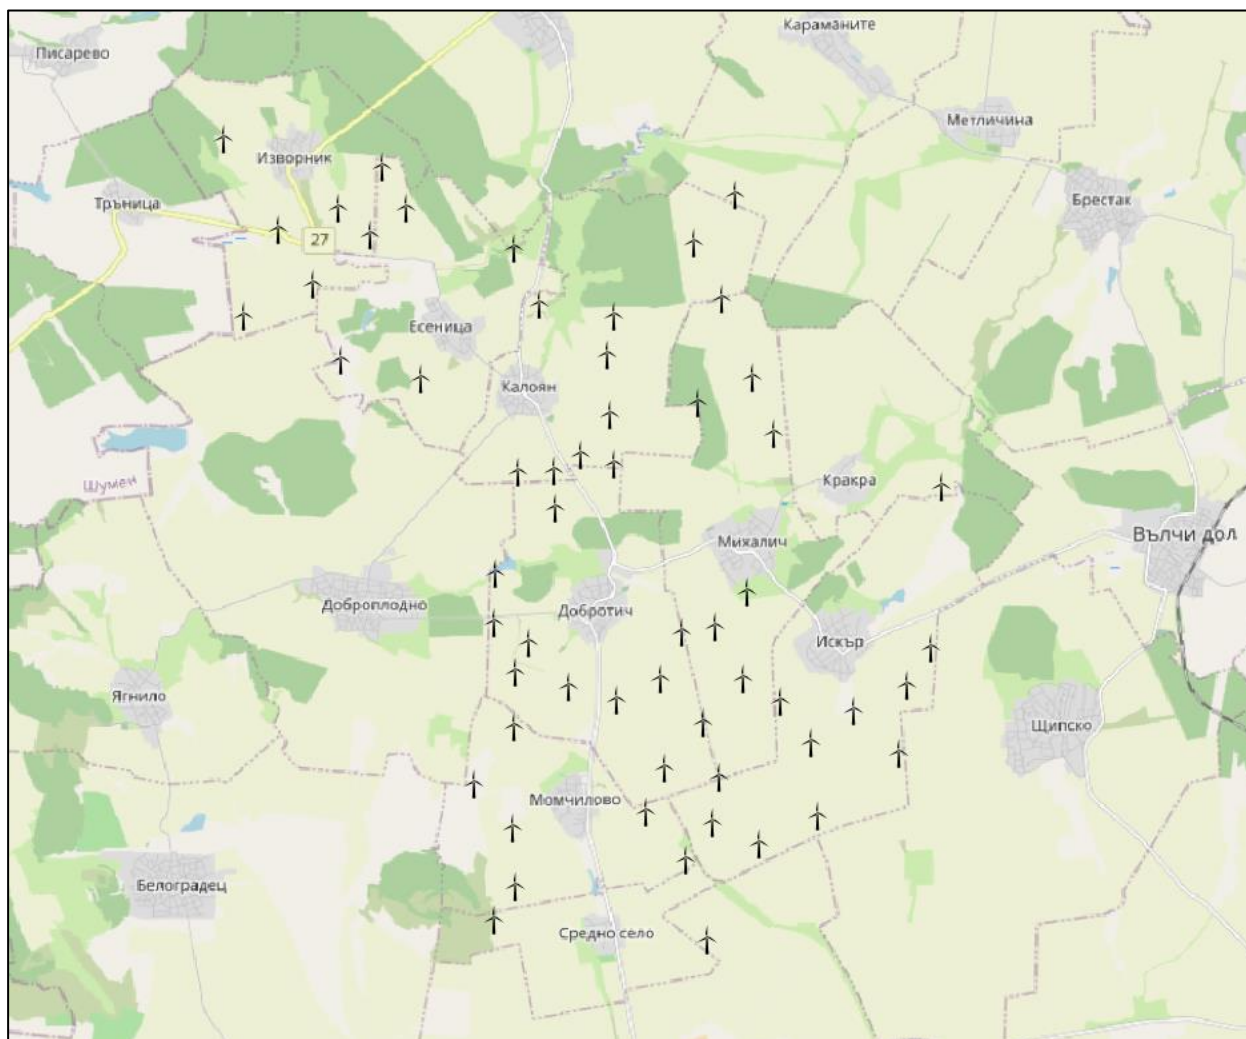 Караманите
Писарево
Метличина
Изворник
Брестак
Тръница
27
Есеница
Калоян
Шумен
Кракра
Вълчи дол
Михалич
Доброплодно
Добротич
Искър
Ягнило
Щипско
Момчилово
Белоградец
Средно село